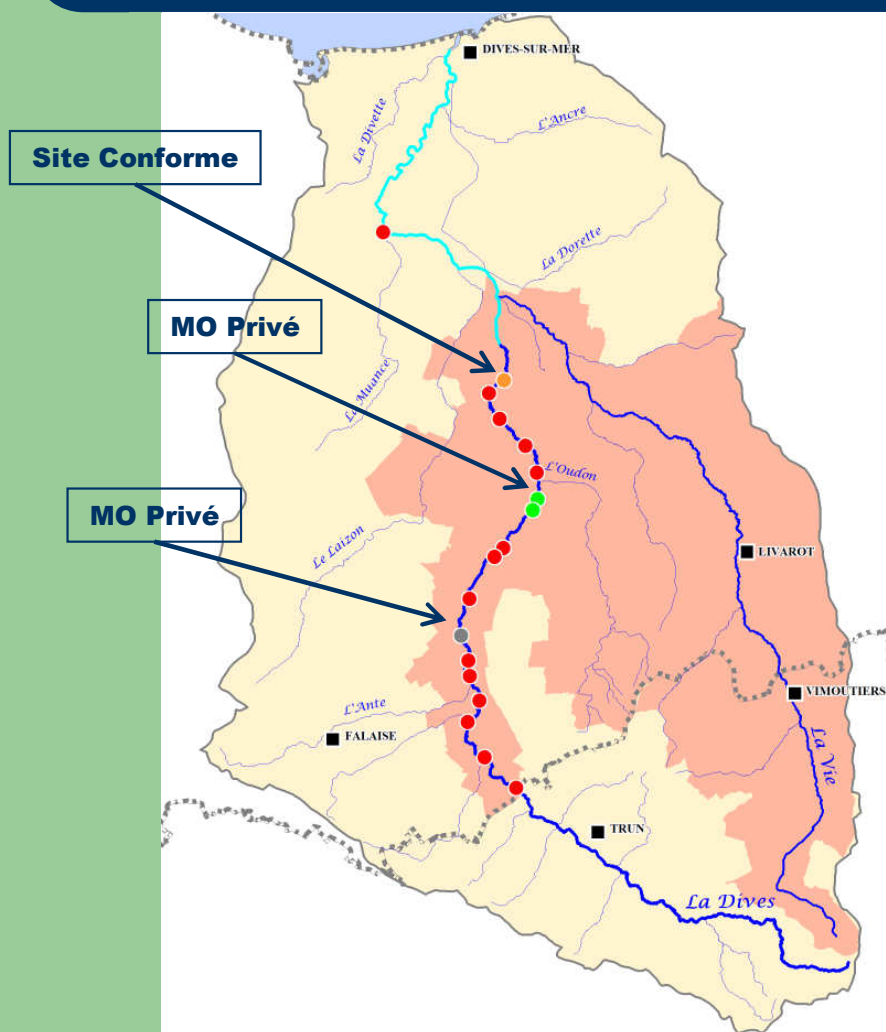 DIVES-SUR-MER
L'Ancre
La Divette
Site Conforme
La Dorette
MO Privé
La Muance
L'Oudon
MO Privé
Le Laizon
LIVAROT
VIMOUTIERS
L'Ante
FALAISE
La Vie
TRUN
La Dives